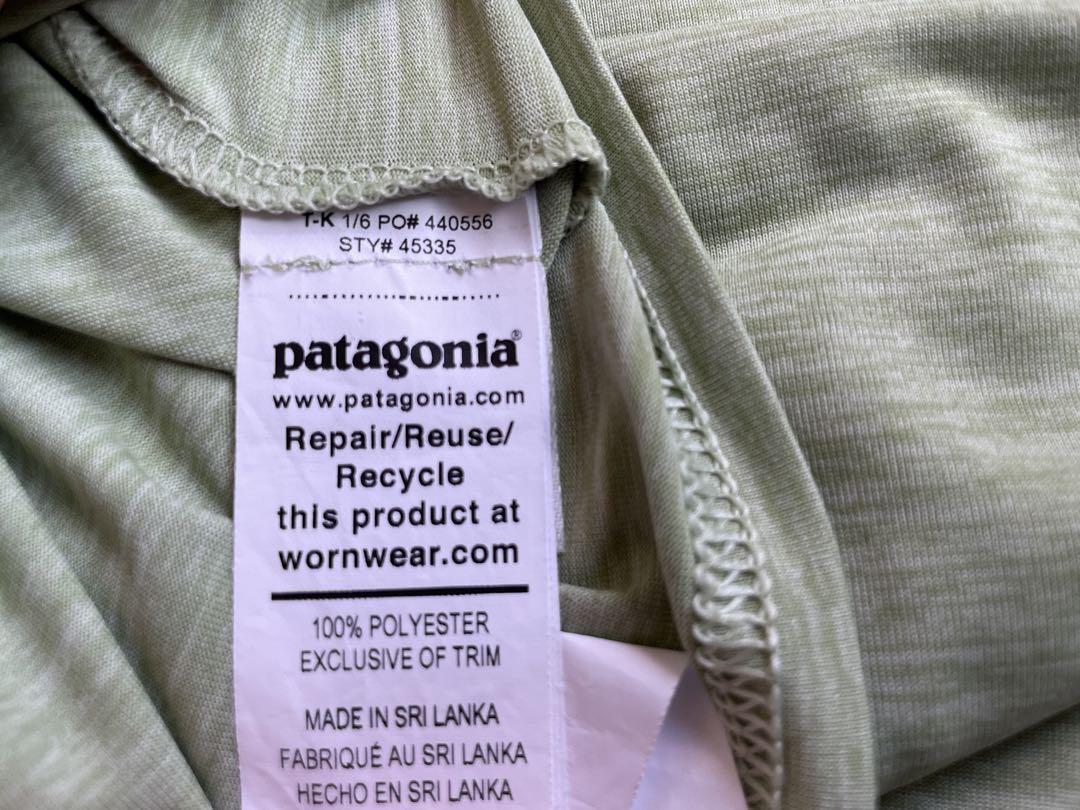 T-K 1/6 PO# 440556
STY# 45335
patagonia®
www.patagonia.com
Repair/Reuse/
Recycle
this product at
wornwear.com
100% POLYESTER
EXCLUSIVE OF TRIM
MADE IN SRI LANKA
FABRIQUÉ AU SRI LANKA
HECHO EN SRI LANKA